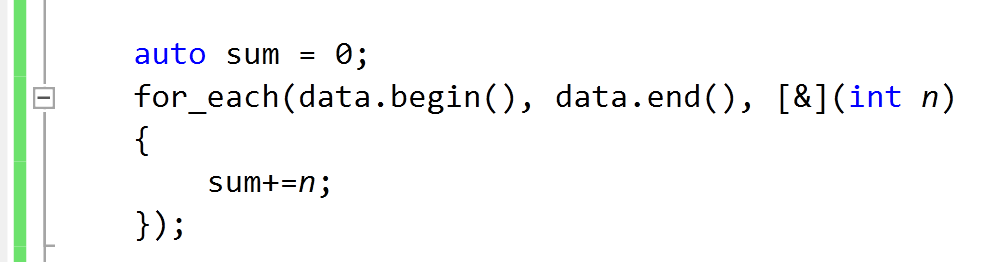 auto sum = 0;
for_each(data.begin(), data.end(), [&](int n)
{
    sum+=n;
});